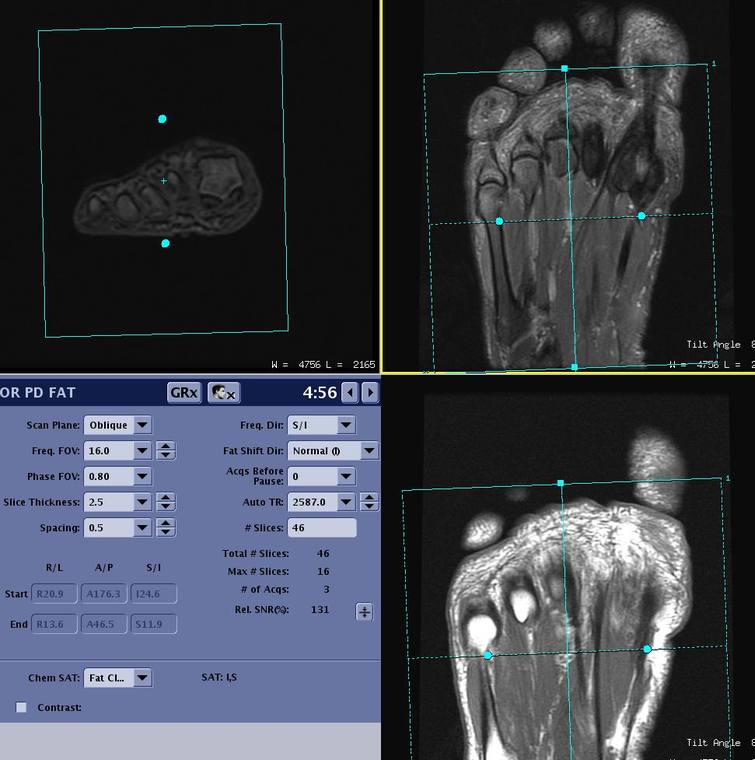 1
W = 4756 L = 2165
Tilt Angle 8
W = 4756 L = 2
OR PD FAT
GRx
4:56
Scan Plane: Oblique
Freq. Dir: S/I
Freq. FOV: 16.0
Fat Shift Dir: Normal (I)
Phase FOV: 0.80
Acqs Before Pause: 0
Slice Thickness: 2.5
Auto TR: 2587.0
Spacing: 0.5
# Slices: 46
Total # Slices: 46
Max # Slices: 16
# of Acqs: 3
Rel. SNR(%): 131
R/L A/P S/I
Start R20.9 A176.3 I24.6
End R13.6 A46.5 S11.9
Chem SAT: Fat Cl...
SAT: I,S
Contrast:
1
Tilt Angle 8